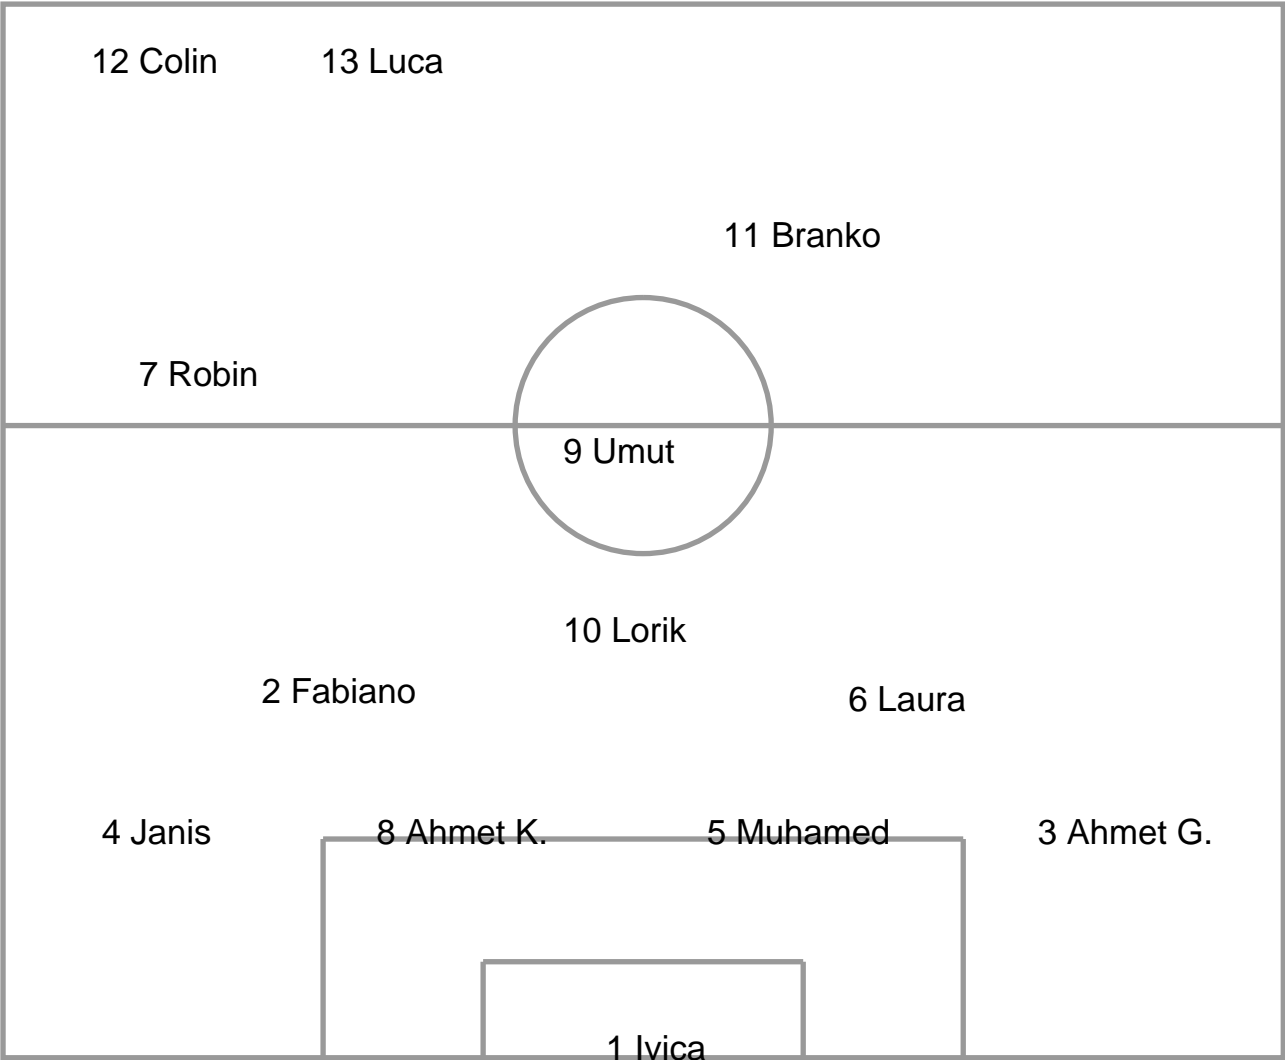 12 Colin
13 Luca
11 Branko
7 Robin
9 Umut
10 Lorik
2 Fabiano
6 Laura
4 Janis
8 Ahmet K.
5 Muhamed
3 Ahmet G.
1 Ivica